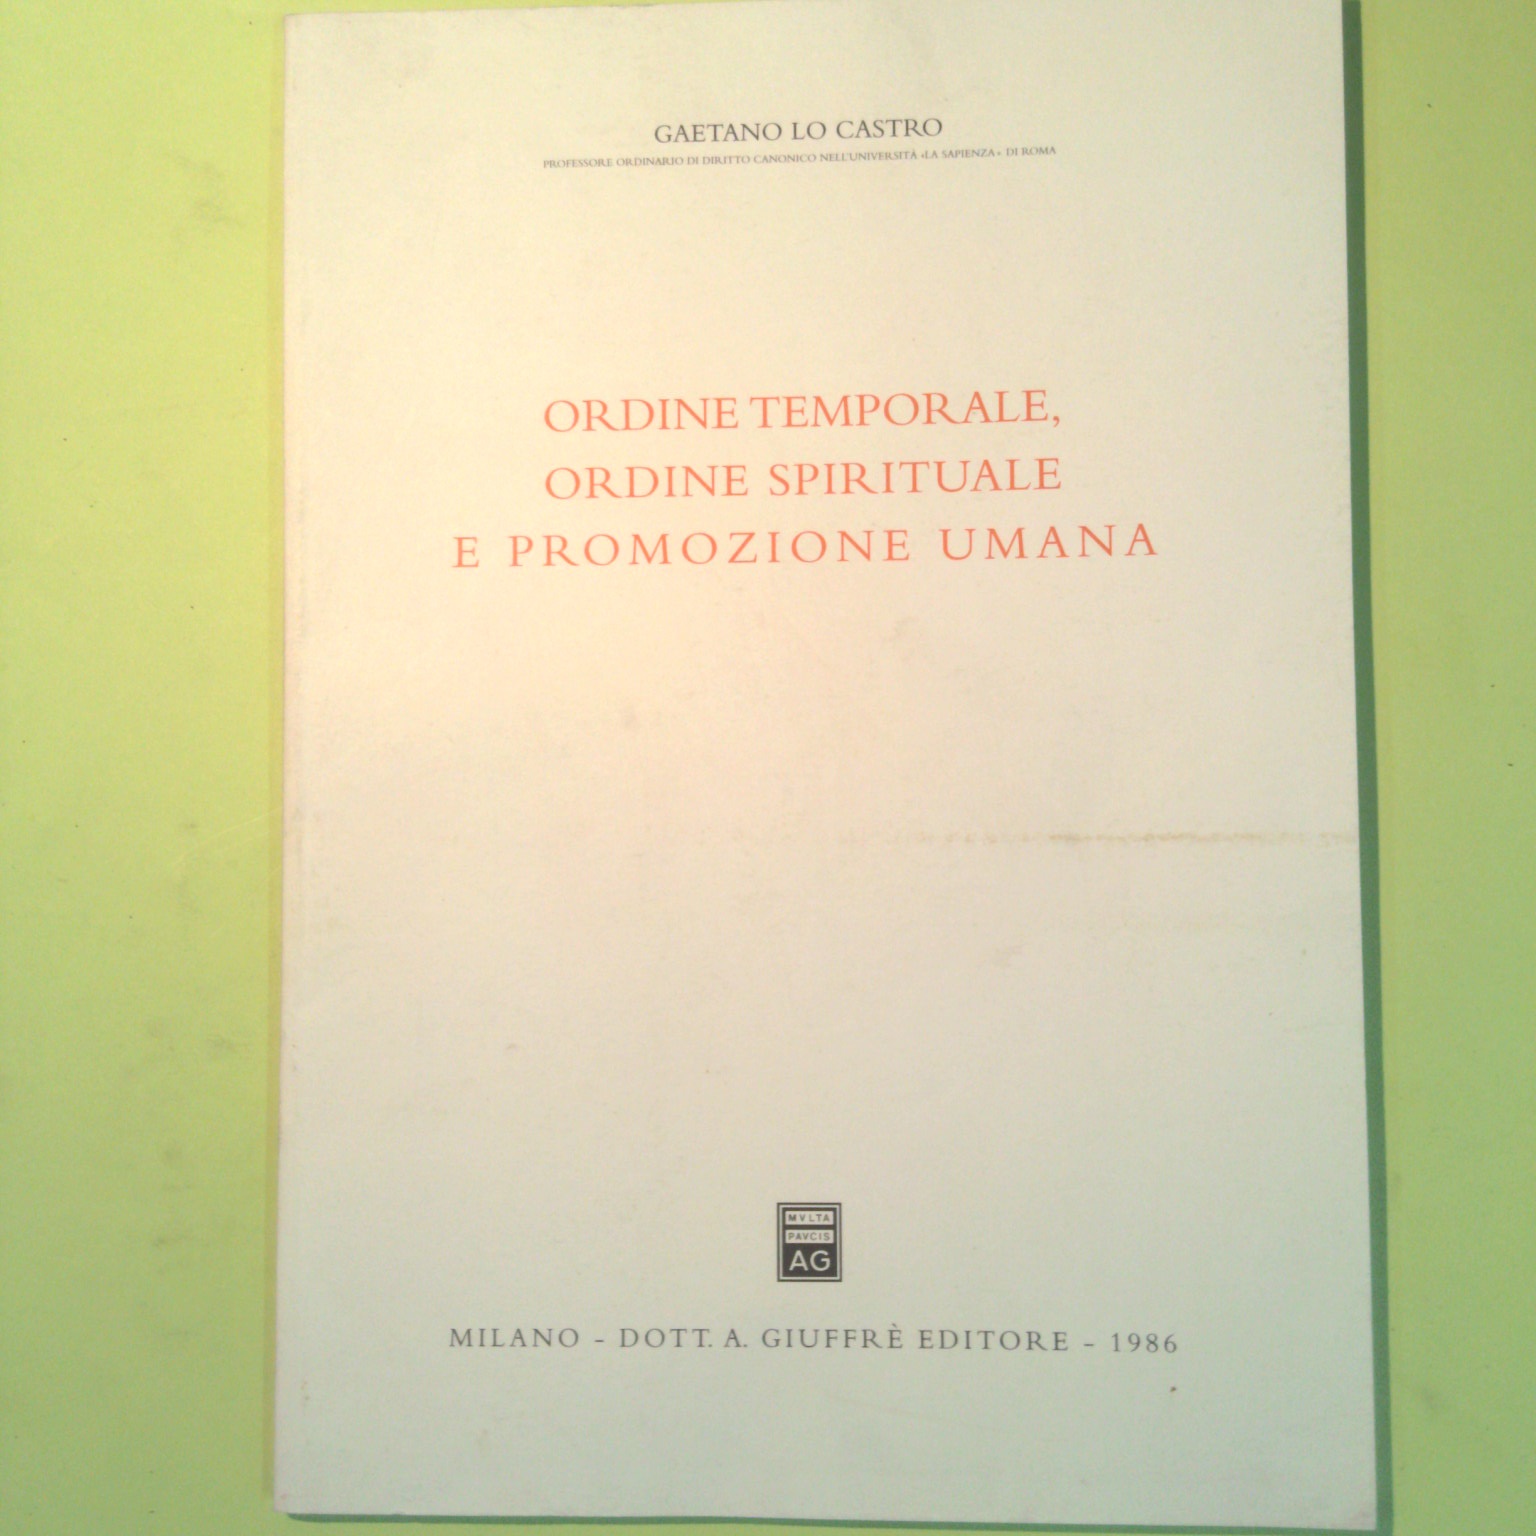 GAETANO LO CASTRO
PROFESSORE ORDINARIO DI DIRITTO CANONICO NELL'UNIVERSITÀ «LA SAPIENZA» DI ROMA
ORDINE TEMPORALE,
ORDINE SPIRITUALE
E PROMOZIONE UMANA
MVLTA
PAVCIS
AG
MILANO - DOTT. A. GIUFFRÈ EDITORE - 1986